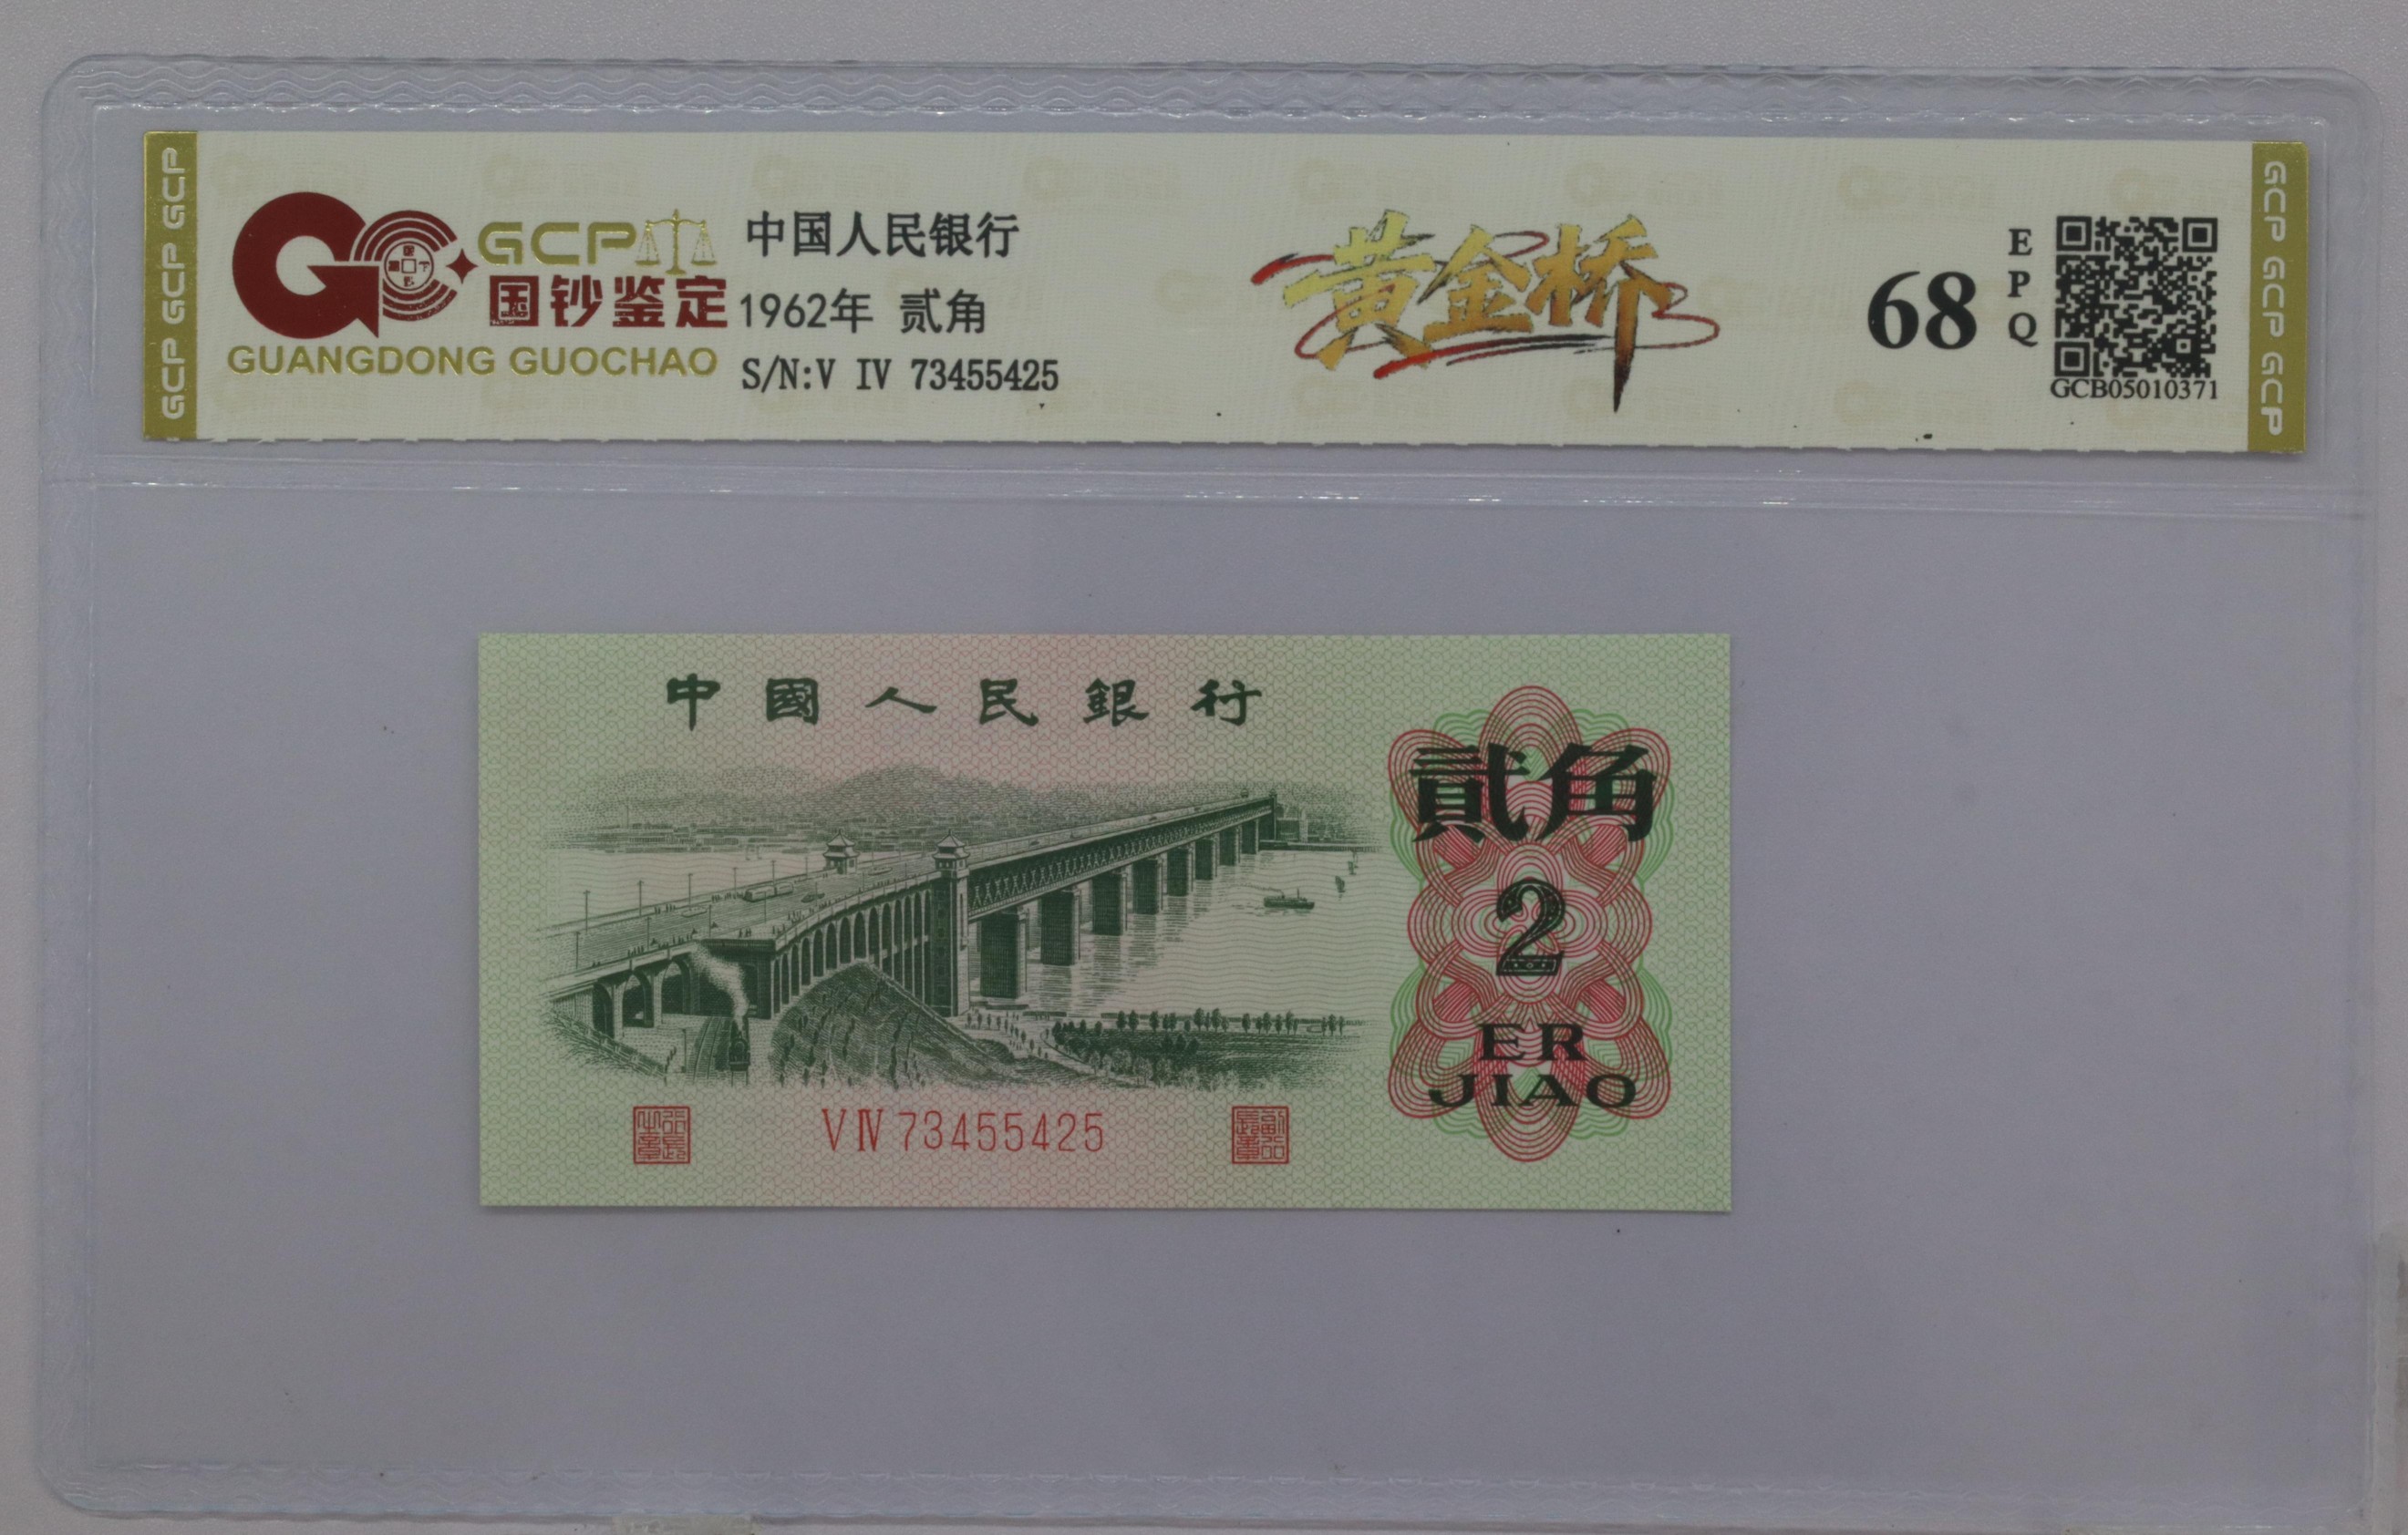 GCP GCP GCP
GCP
国钞鉴定
GUANGDONG GUOCHAO
中国人民银行
1962年 贰角
S/N:V IV 73455425
黄金桥
68
EPQ
GCB05010371
GCP GCP GCP
中國人民銀行
貳角
2
ER
JIAO
V IV 73455425